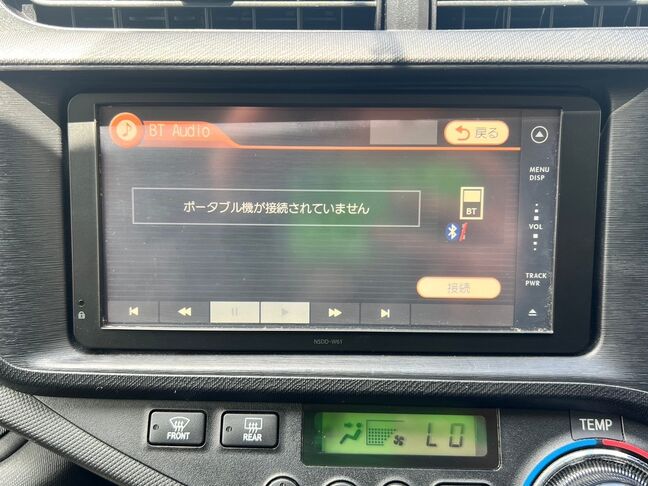 BT Audio
戻る
MENU
DISP
ポータブル機が接続されていません
BT
VOL
接続
TRACK
PWR
NSDD-W61
FRONT
REAR
LO
TEMP